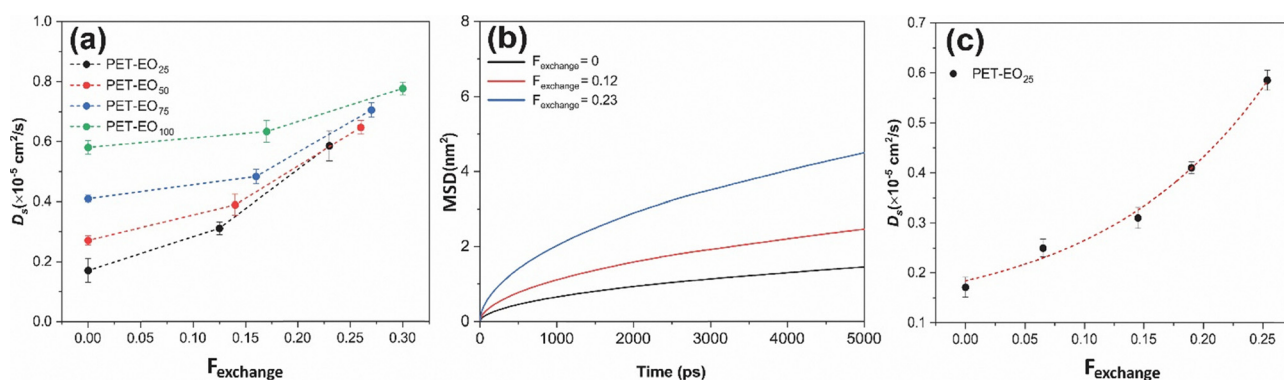 (a)
PET-EO25
PET-EO50
PET-EO75
PET-EO100
Ds(×10-5 cm2/s)
1.0
0.8
0.6
0.4
0.2
0.0
0.00 0.05 0.10 0.15 0.20 0.25 0.30
Fexchange
(b)
Fexchange = 0
Fexchange = 0.12
Fexchange = 0.23
MSD(nm2)
8
6
4
2
0
0 1000 2000 3000 4000 5000
Time (ps)
(c)
PET-EO25
Ds(×10-5 cm2/s)
0.7
0.6
0.5
0.4
0.3
0.2
0.1
0.00 0.05 0.10 0.15 0.20 0.25
Fexchange